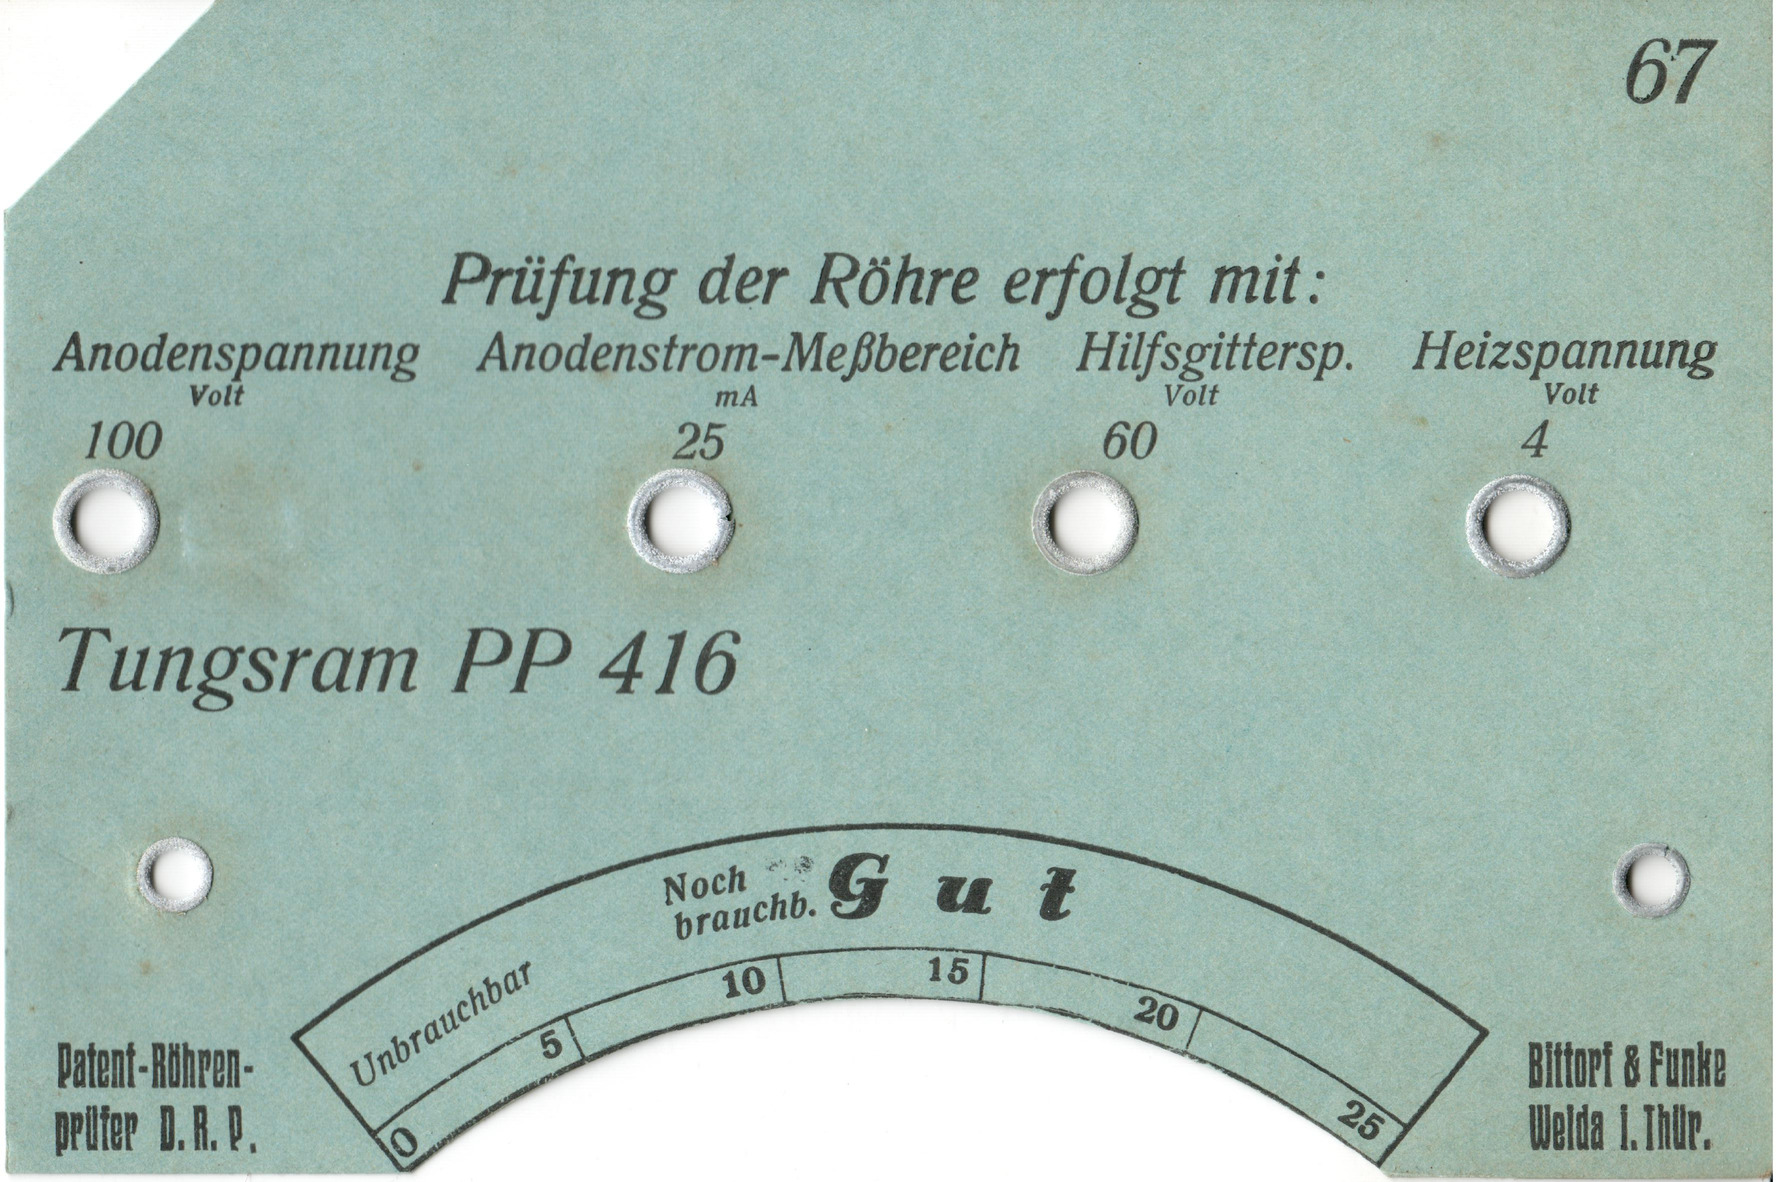 67
Prüfung der Röhre erfolgt mit:
Anodenspannung Anodenstrom-Meßbereich Hilfsgittersp. Heizspannung
Volt mA Volt Volt
100 25 60 4
Tungsram PP 416
Noch
brauchb.
Gut
Unbrauchbar
0 5 10 15 20 25
Patent-Röhren-
prüfer D. R. P.
Bittorf & Funke
Weida i. Thür.